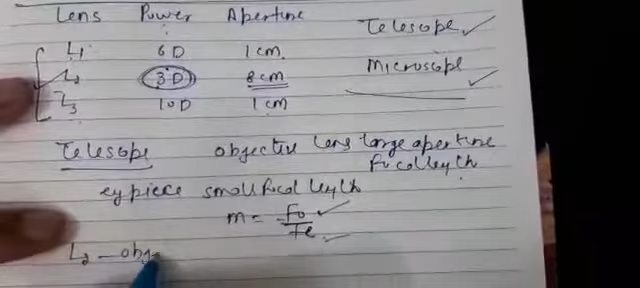 Lens Power Aperture
Telescope
L1 6D 1cm
L2 3D 8cm
Microscope
L3 10D 1cm
Telescope objective lens large aperture
Focal length
eypiece small focal length
m = Fo/Fe
L2 - obj